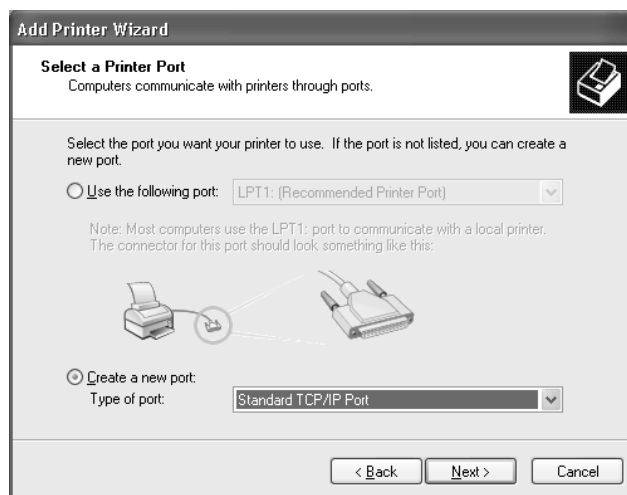 Add Printer Wizard
Select a Printer Port
Computers communicate with printers through ports.
Select the port you want your printer to use. If the port is not listed, you can create a
new port.
Use the following port: LPT1: (Recommended Printer Port)
Note: Most computers use the LPT1: port to communicate with a local printer.
The connector for this port should look something like this:
Create a new port:
Type of port: Standard TCP/IP Port
< Back Next > Cancel